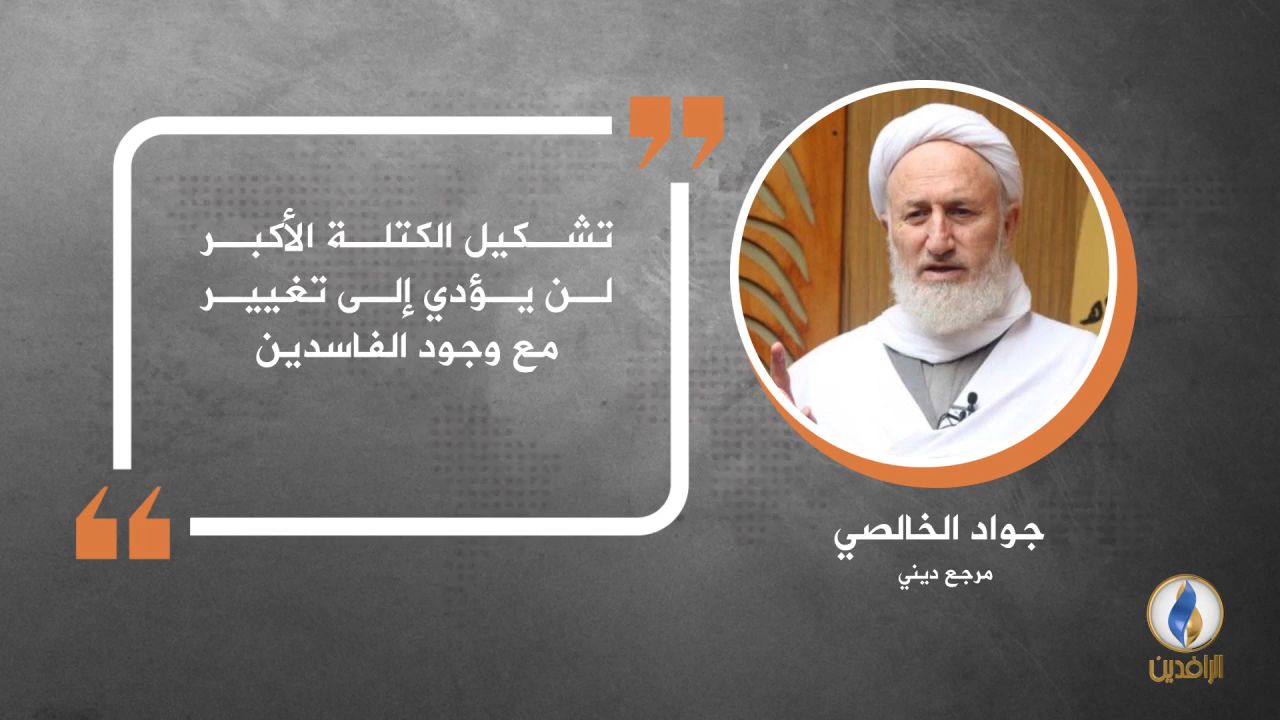 تشكيل الكتلة الأكبر
لن يؤدي إلى تغيير
مع وجود الفاسدين
جواد الخالصي
مرجع ديني
الرافدين